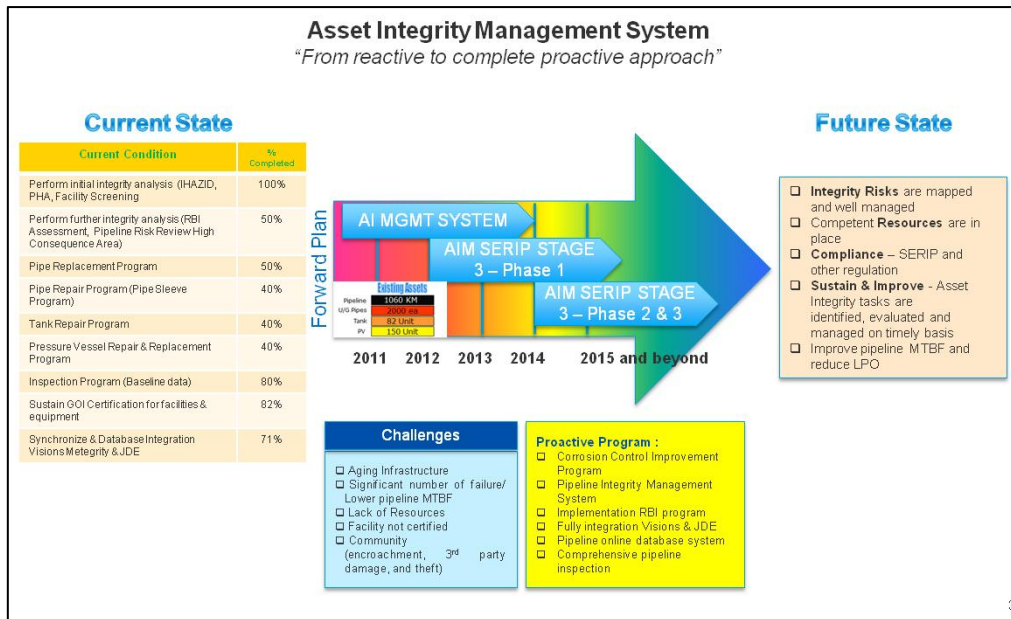 Asset Integrity Management System
“From reactive to complete proactive approach”
Current State
Current Condition
%
Completed
Perform initial integrity analysis (IHAZID,
PHA, Facility Screening
100%
Perform further integrity analysis (RBI
Assessment, Pipeline Risk Review High
Consequence Area)
50%
Pipe Replacement Program
50%
Pipe Repair Program (Pipe Sleeve
Program)
40%
Tank Repair Program
40%
Pressure Vessel Repair & Replacement
Program
40%
Inspection Program (Baseline data)
80%
Sustain GOI Certification for facilities &
equipment
82%
Synchronize & Database Integration
Visions Metegrity & JDE
71%
Forward Plan
AI MGMT SYSTEM
AIM SERIP STAGE
3 – Phase 1
AIM SERIP STAGE
3 – Phase 2 & 3
Existing Assets
Pipeline 1060 KM
U/G Pipes 2000 ea
Tank 82 Unit
PV 150 Unit
2011 2012 2013 2014 2015 and beyond
Future State
❑ Integrity Risks are mapped
and well managed
❑ Competent Resources are in
place
❑ Compliance – SERIP and
other regulation
❑ Sustain & Improve - Asset
Integrity tasks are
identified, evaluated and
managed on timely basis
❑ Improve pipeline MTBF and
reduce LPO
Challenges
❑ Aging Infrastructure
❑ Significant number of failure/
Lower pipeline MTBF
❑ Lack of Resources
❑ Facility not certified
❑ Community
(encroachment, 3rd party
damage, and theft)
Proactive Program :
❑ Corrosion Control Improvement
Program
❑ Pipeline Integrity Management
System
❑ Implementation RBI program
❑ Fully integration Visions & JDE
❑ Pipeline online database system
❑ Comprehensive pipeline
inspection